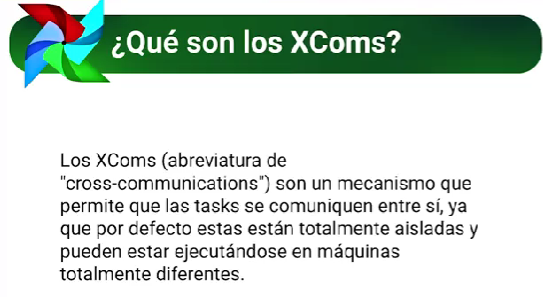 ¿Qué son los XComs?
Los XComs (abreviatura de
"cross-communications") son un mecanismo que
permite que las tasks se comuniquen entre sí, ya
que por defecto estas están totalmente aisladas y
pueden estar ejecutándose en máquinas
totalmente diferentes.